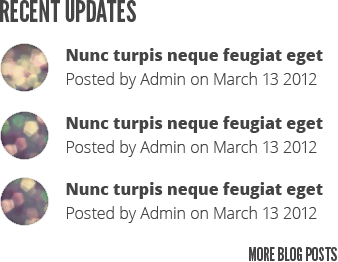 RECENT UPDATES
Nunc turpis neque feugiat eget
Posted by Admin on March 13 2012
Nunc turpis neque feugiat eget
Posted by Admin on March 13 2012
Nunc turpis neque feugiat eget
Posted by Admin on March 13 2012
MORE BLOG POSTS